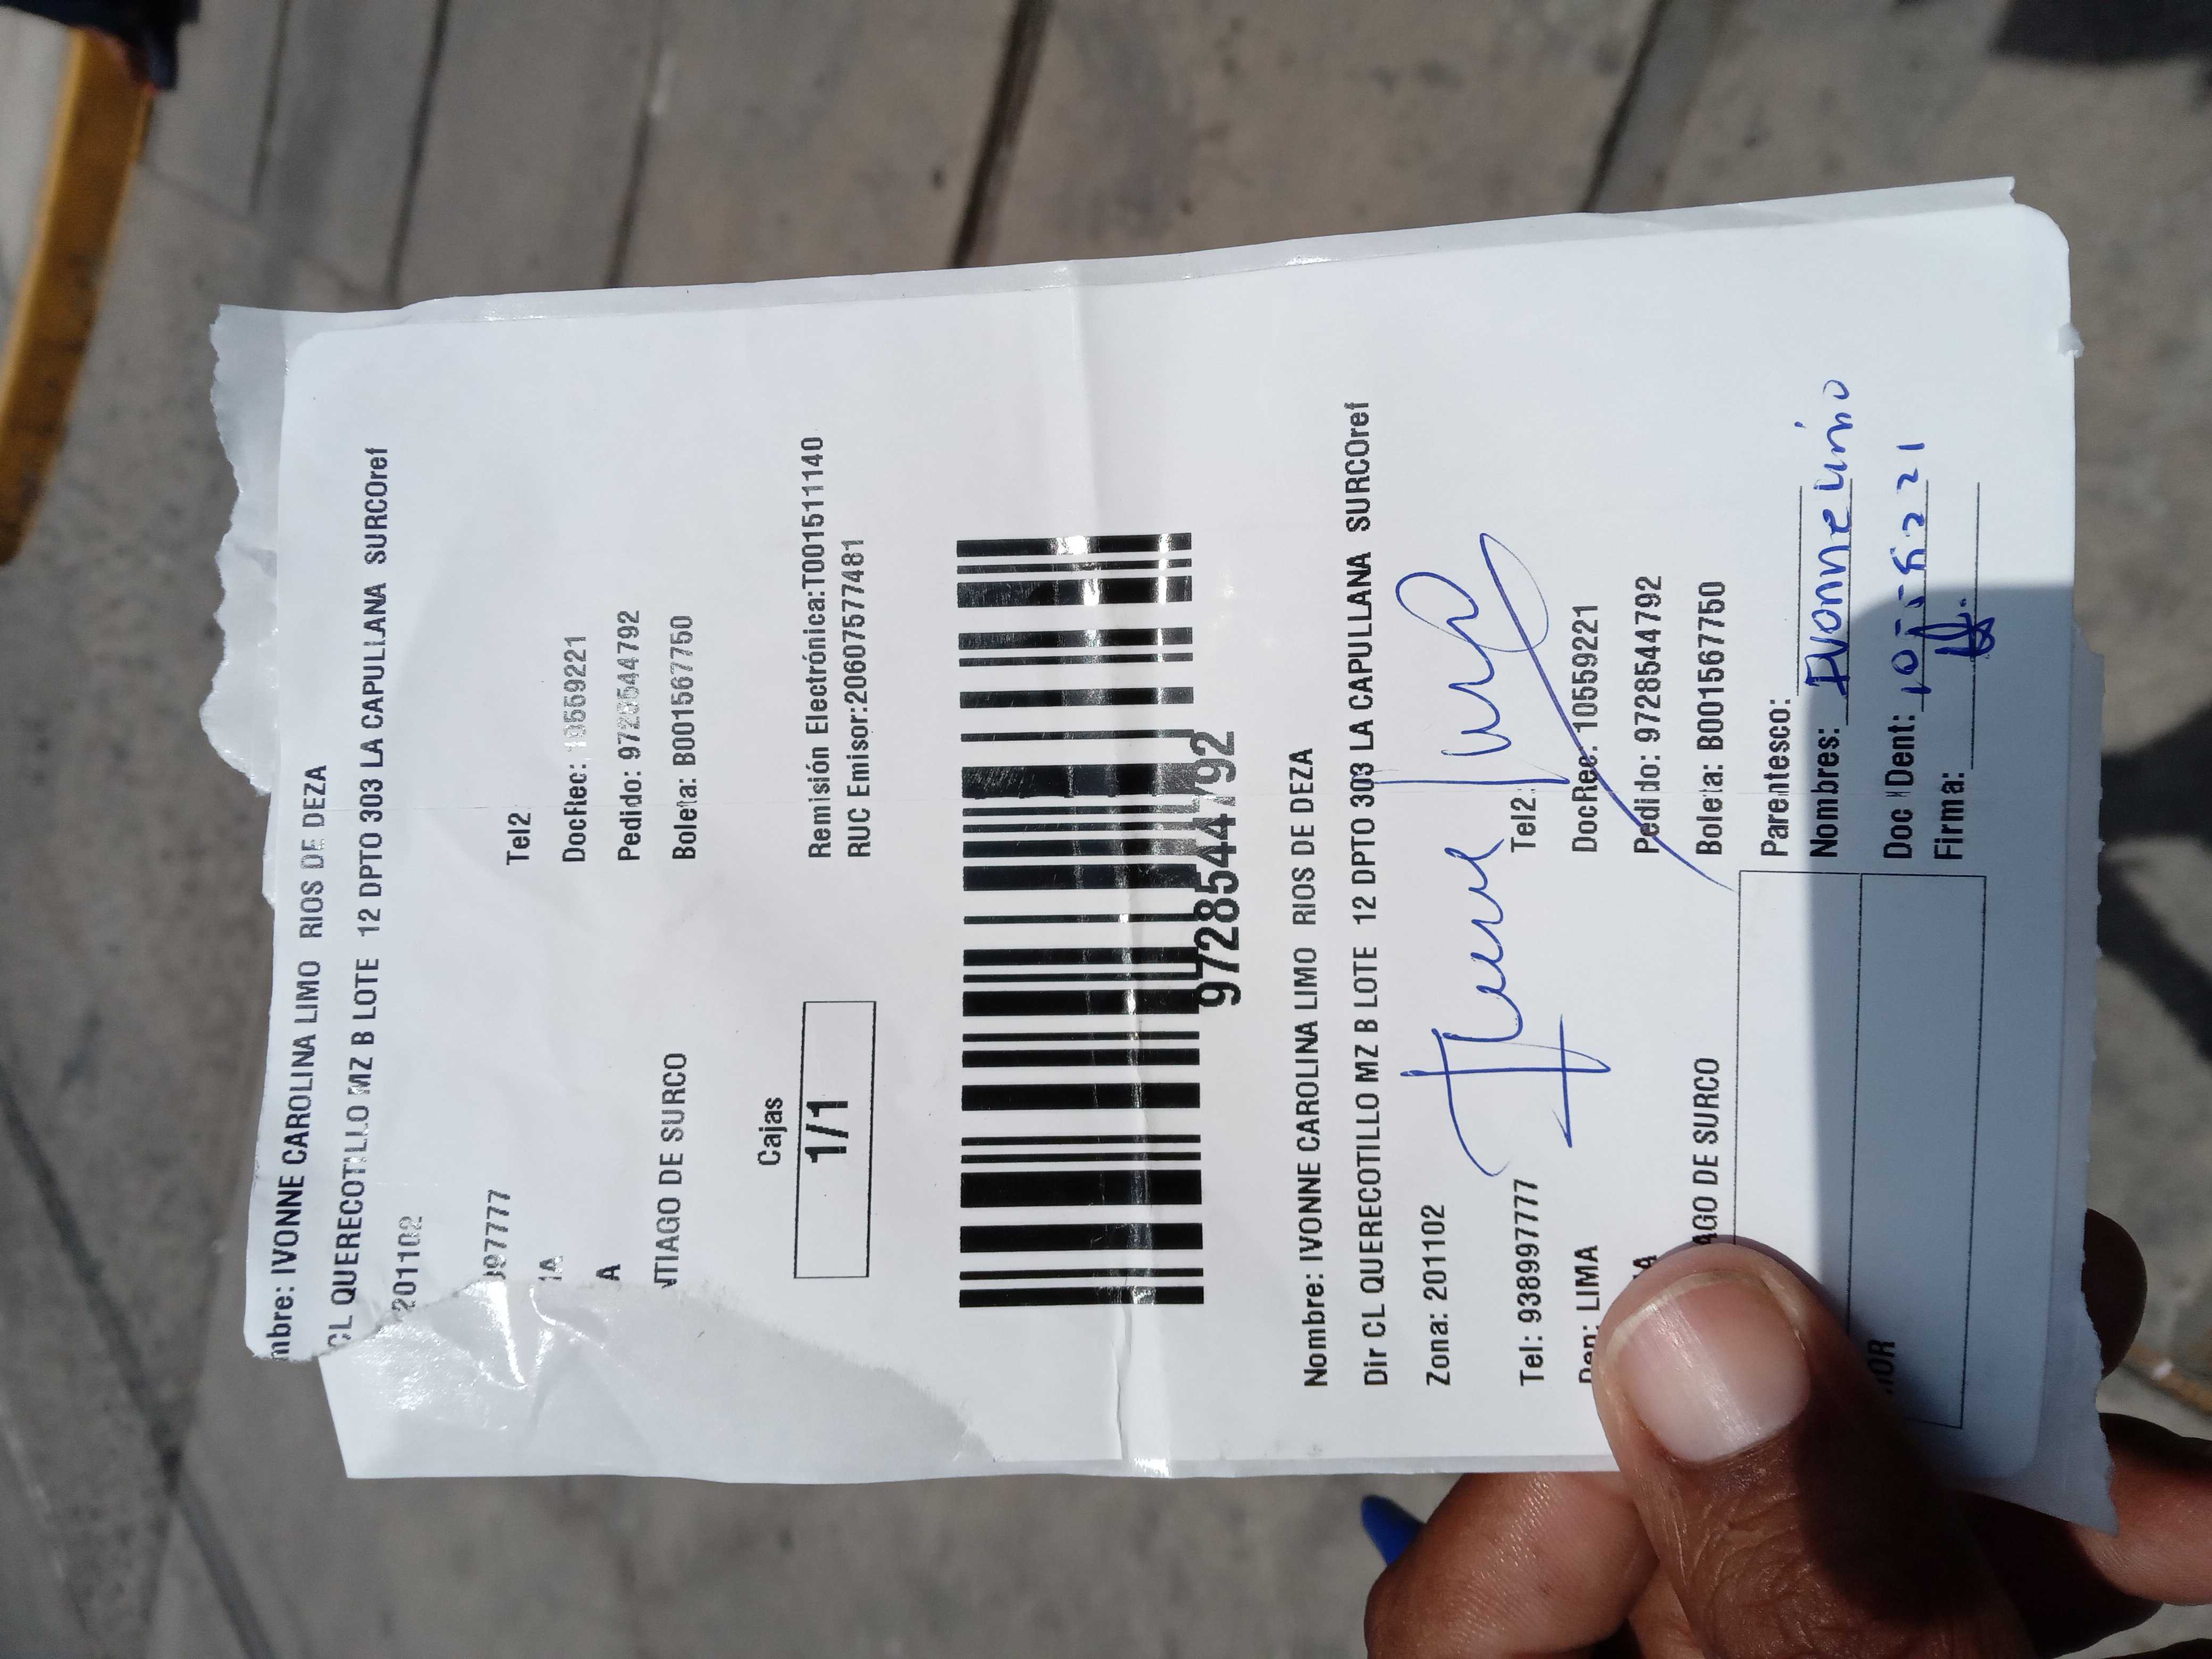 mbre: IVONNE CAROLINA LIMO RIOS DE DEZA
CL QUERECOTILLO MZ B LOTE 12 DPTO 303 LA CAPULLANA SURCOref
201102
397777 Tel2:
DocRec: 10559221
Pedido: 9728544792
A Boleta: B001567750
NTIAGO DE SURCO
Cajas
1/1
Remisión Electrónica:T001511140
RUC Emisor:20607577481
9728544792
Nombre: IVONNE CAROLINA LIMO RIOS DE DEZA
Dir CL QUERECOTILLO MZ B LOTE 12 DPTO 303 LA CAPULLANA SURCOref
Zona: 201102
Tel: 938997777 Tel2:
Dep: LIMA DocRec: 10559221
Pedido: 9728544792
AGO DE SURCO Boleta: B001567750
Parentesco:
Nombres: Ivonne Limo
Doc Ident: 10559221
Firma: